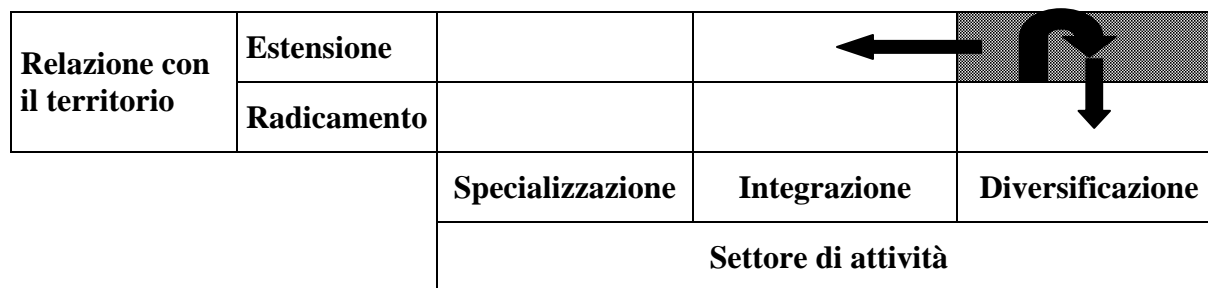 Relazione con
il territorio
Estensione
Radicamento
Specializzazione Integrazione Diversificazione
Settore di attività